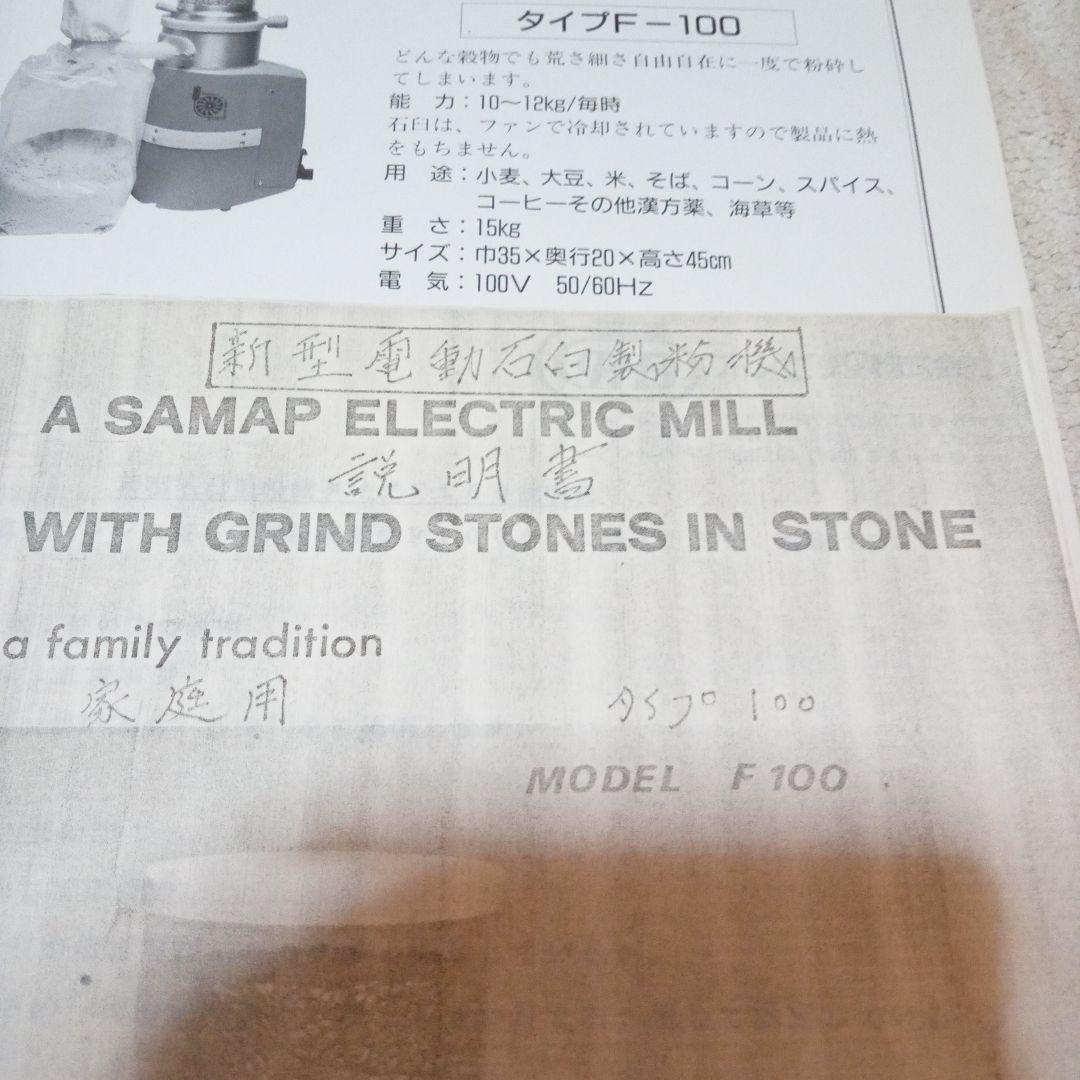 タイプF－100
どんな穀物でも荒さ細さ自由自在に一度で粉砕し
てしまいます。
能　力：10〜12kg/毎時
石臼は、ファンで冷却されていますので製品に熱
をもちません。
用　途：小麦、大豆、米、そば、コーン、スパイス、
コーヒーその他漢方薬、海草等
重　さ：15kg
サイズ：巾35×奥行20×高さ45cm
電　気：100V　50/60Hz
新型電動石臼製粉機
A SAMAP ELECTRIC MILL
説明書
WITH GRIND STONES IN STONE
a family tradition
家庭用
タイプ 100
MODEL F 100